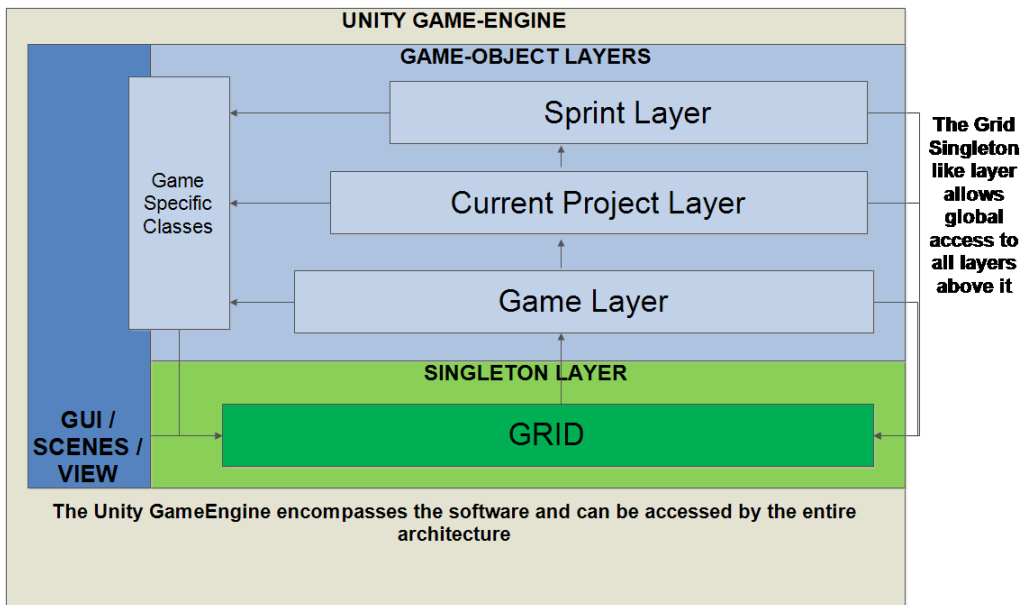 UNITY GAME-ENGINE
GAME-OBJECT LAYERS
Sprint Layer
Current Project Layer
Game Layer
Game
Specific
Classes
The Grid
Singleton
like layer
allows
global
access to
all layers
above it
SINGLETON LAYER
GRID
GUI /
SCENES /
VIEW
The Unity GameEngine encompasses the software and can be accessed by the entire
architecture